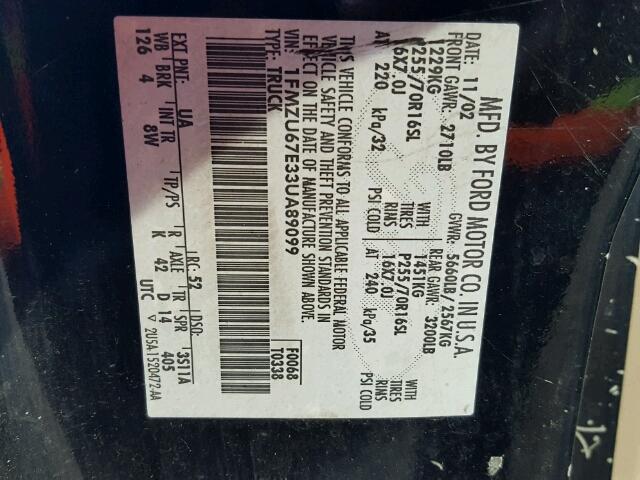 MFD. BY FORD MOTOR CO. IN U.S.A.
DATE: 11/02 GVWR: 5660LB/ 2567KG
FRONT GAWR: 2710LB REAR GAWR: 3200LB
1229KG WITH 1451KG WITH
P255/70R16SL TIRES P255/70R16SL TIRES
16X7.0J RIMS 16X7.0J RIMS
AT 220 kPa/32 PSI COLD AT 240 kPa/35 PSI COLD
THIS VEHICLE CONFORMS TO ALL APPLICABLE FEDERAL MOTOR
VEHICLE SAFETY AND THEFT PREVENTION STANDARDS IN
EFFECT ON THE DATE OF MANUFACTURE SHOWN ABOVE.
VIN: 1FMZU67E33UA89099 F0068
TYPE: TRUCK T0338
EXT PNT: UA RC: 52 DSO: 3511A
WB BRK INT TR TP/PS R AXLE TR SPR
126 4 8W K 42 D 14 405
UTC ▽ 2U5A-1520472-AA